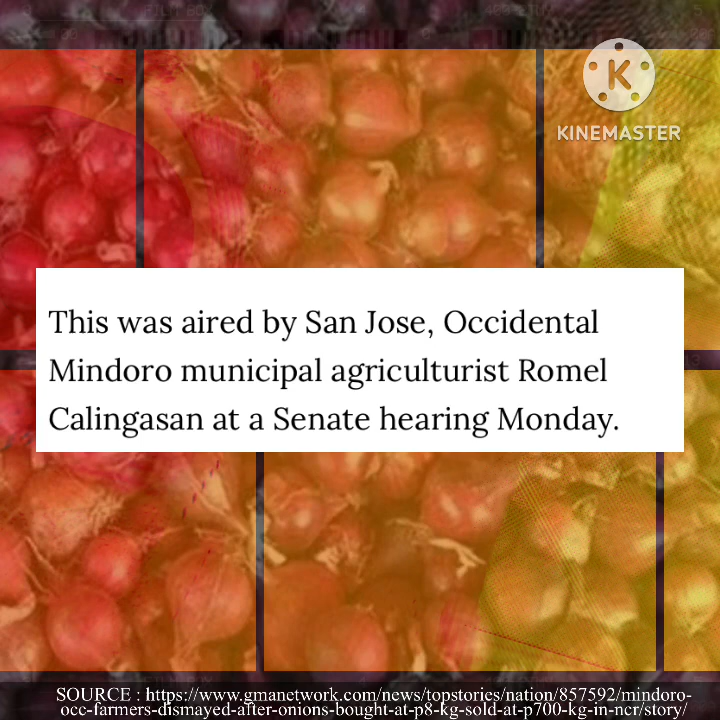 K
KINEMASTER
This was aired by San Jose, Occidental
Mindoro municipal agriculturist Romel
Calingasan at a Senate hearing Monday.
SOURCE : https://www.gmanetwork.com/news/topstories/nation/857592/mindoro-
occ-farmers-dismayed-after-onions-bought-at-p8-kg-sold-at-p700-kg-in-ncr/story/